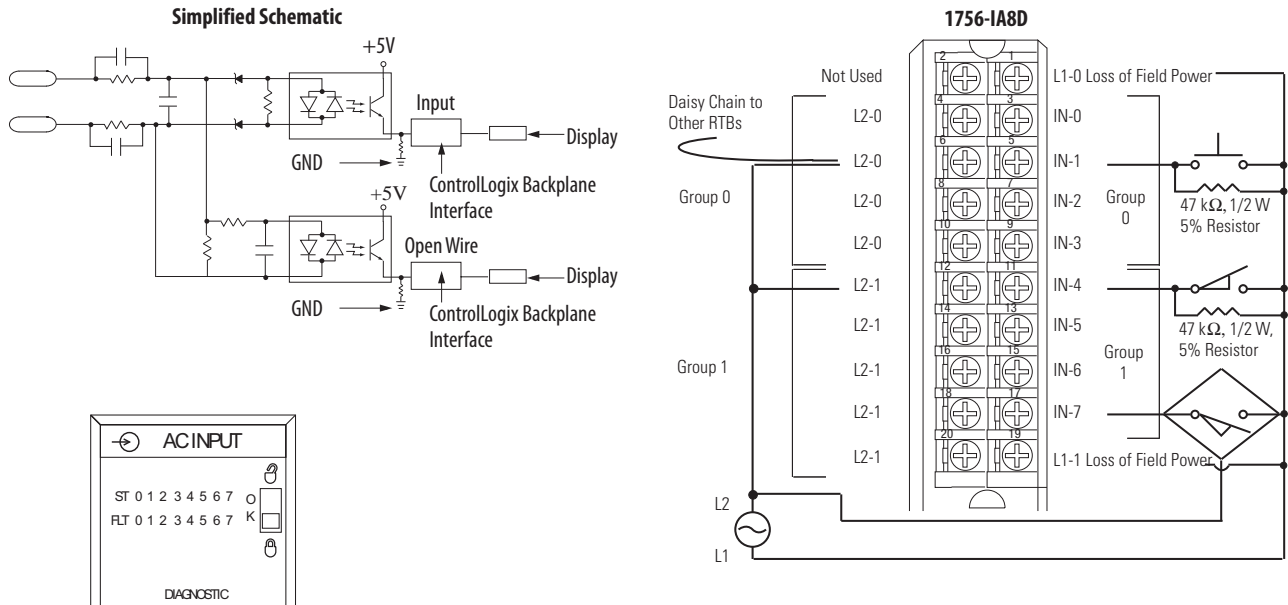 Simplified Schematic
+5V
Input
Display
GND
ControlLogix Backplane
Interface
+5V
Open Wire
Display
GND
ControlLogix Backplane
Interface
AC INPUT
ST 0 1 2 3 4 5 6 7
FLT 0 1 2 3 4 5 6 7
O
K
DIAGNOSTIC
1756-IA8D
Not Used
2
1
L1-0 Loss of Field Power
Daisy Chain to
Other RTBs
L2-0
4
3
IN-0
L2-0
6
5
IN-1
Group 0
L2-0
8
7
IN-2
Group
0
47 kΩ, 1/2 W
5% Resistor
L2-0
10
9
IN-3
L2-1
12
11
IN-4
L2-1
14
13
IN-5
47 kΩ, 1/2 W,
5% Resistor
Group 1
L2-1
16
15
IN-6
Group
1
L2-1
18
17
IN-7
L2-1
20
19
L1-1 Loss of Field Power
L2
L1